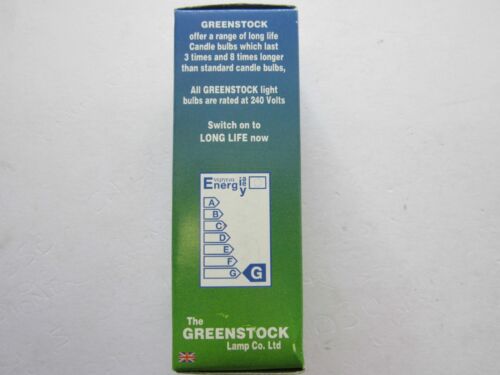 GREENSTOCK
offer a range of long life
Candle bulbs which last
3 times and 8 times longer
than standard candle bulbs,
All GREENSTOCK light
bulbs are rated at 240 Volts
Switch on to
LONG LIFE now
Energ
y
A
B
C
D
E
F
G G
The
GREENSTOCK
Lamp Co. Ltd